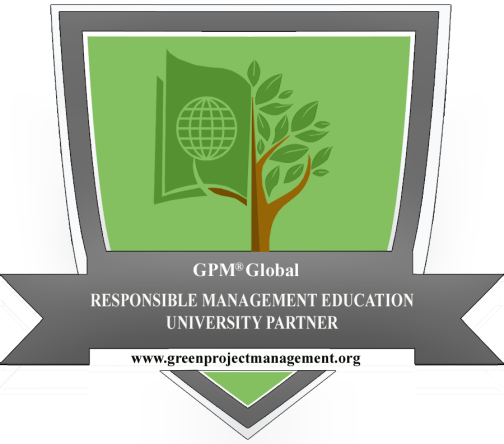 GPM® Global
RESPONSIBLE MANAGEMENT EDUCATION
UNIVERSITY PARTNER
www.greenprojectmanagement.org